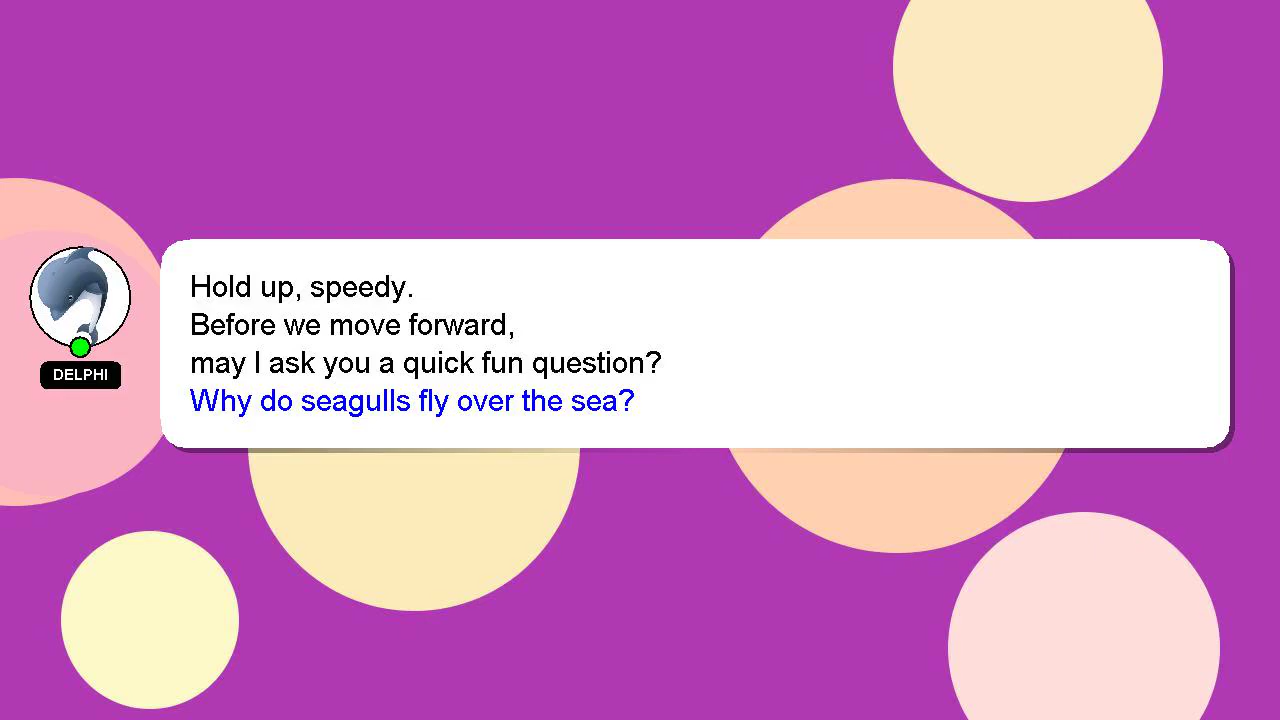 Hold up, speedy.
Before we move forward,
may I ask you a quick fun question?
Why do seagulls fly over the sea?
DELPHI